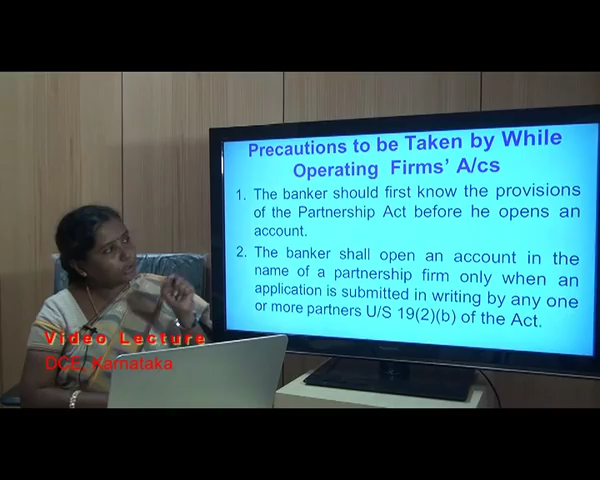 Precautions to be Taken by While
Operating Firms' A/cs
1. The banker should first know the provisions
of the Partnership Act before he opens an
account.
2. The banker shall open an account in the
name of a partnership firm only when an
application is submitted in writing by any one
or more partners U/S 19(2)(b) of the Act.
Video Lecture
DCE, Karnataka